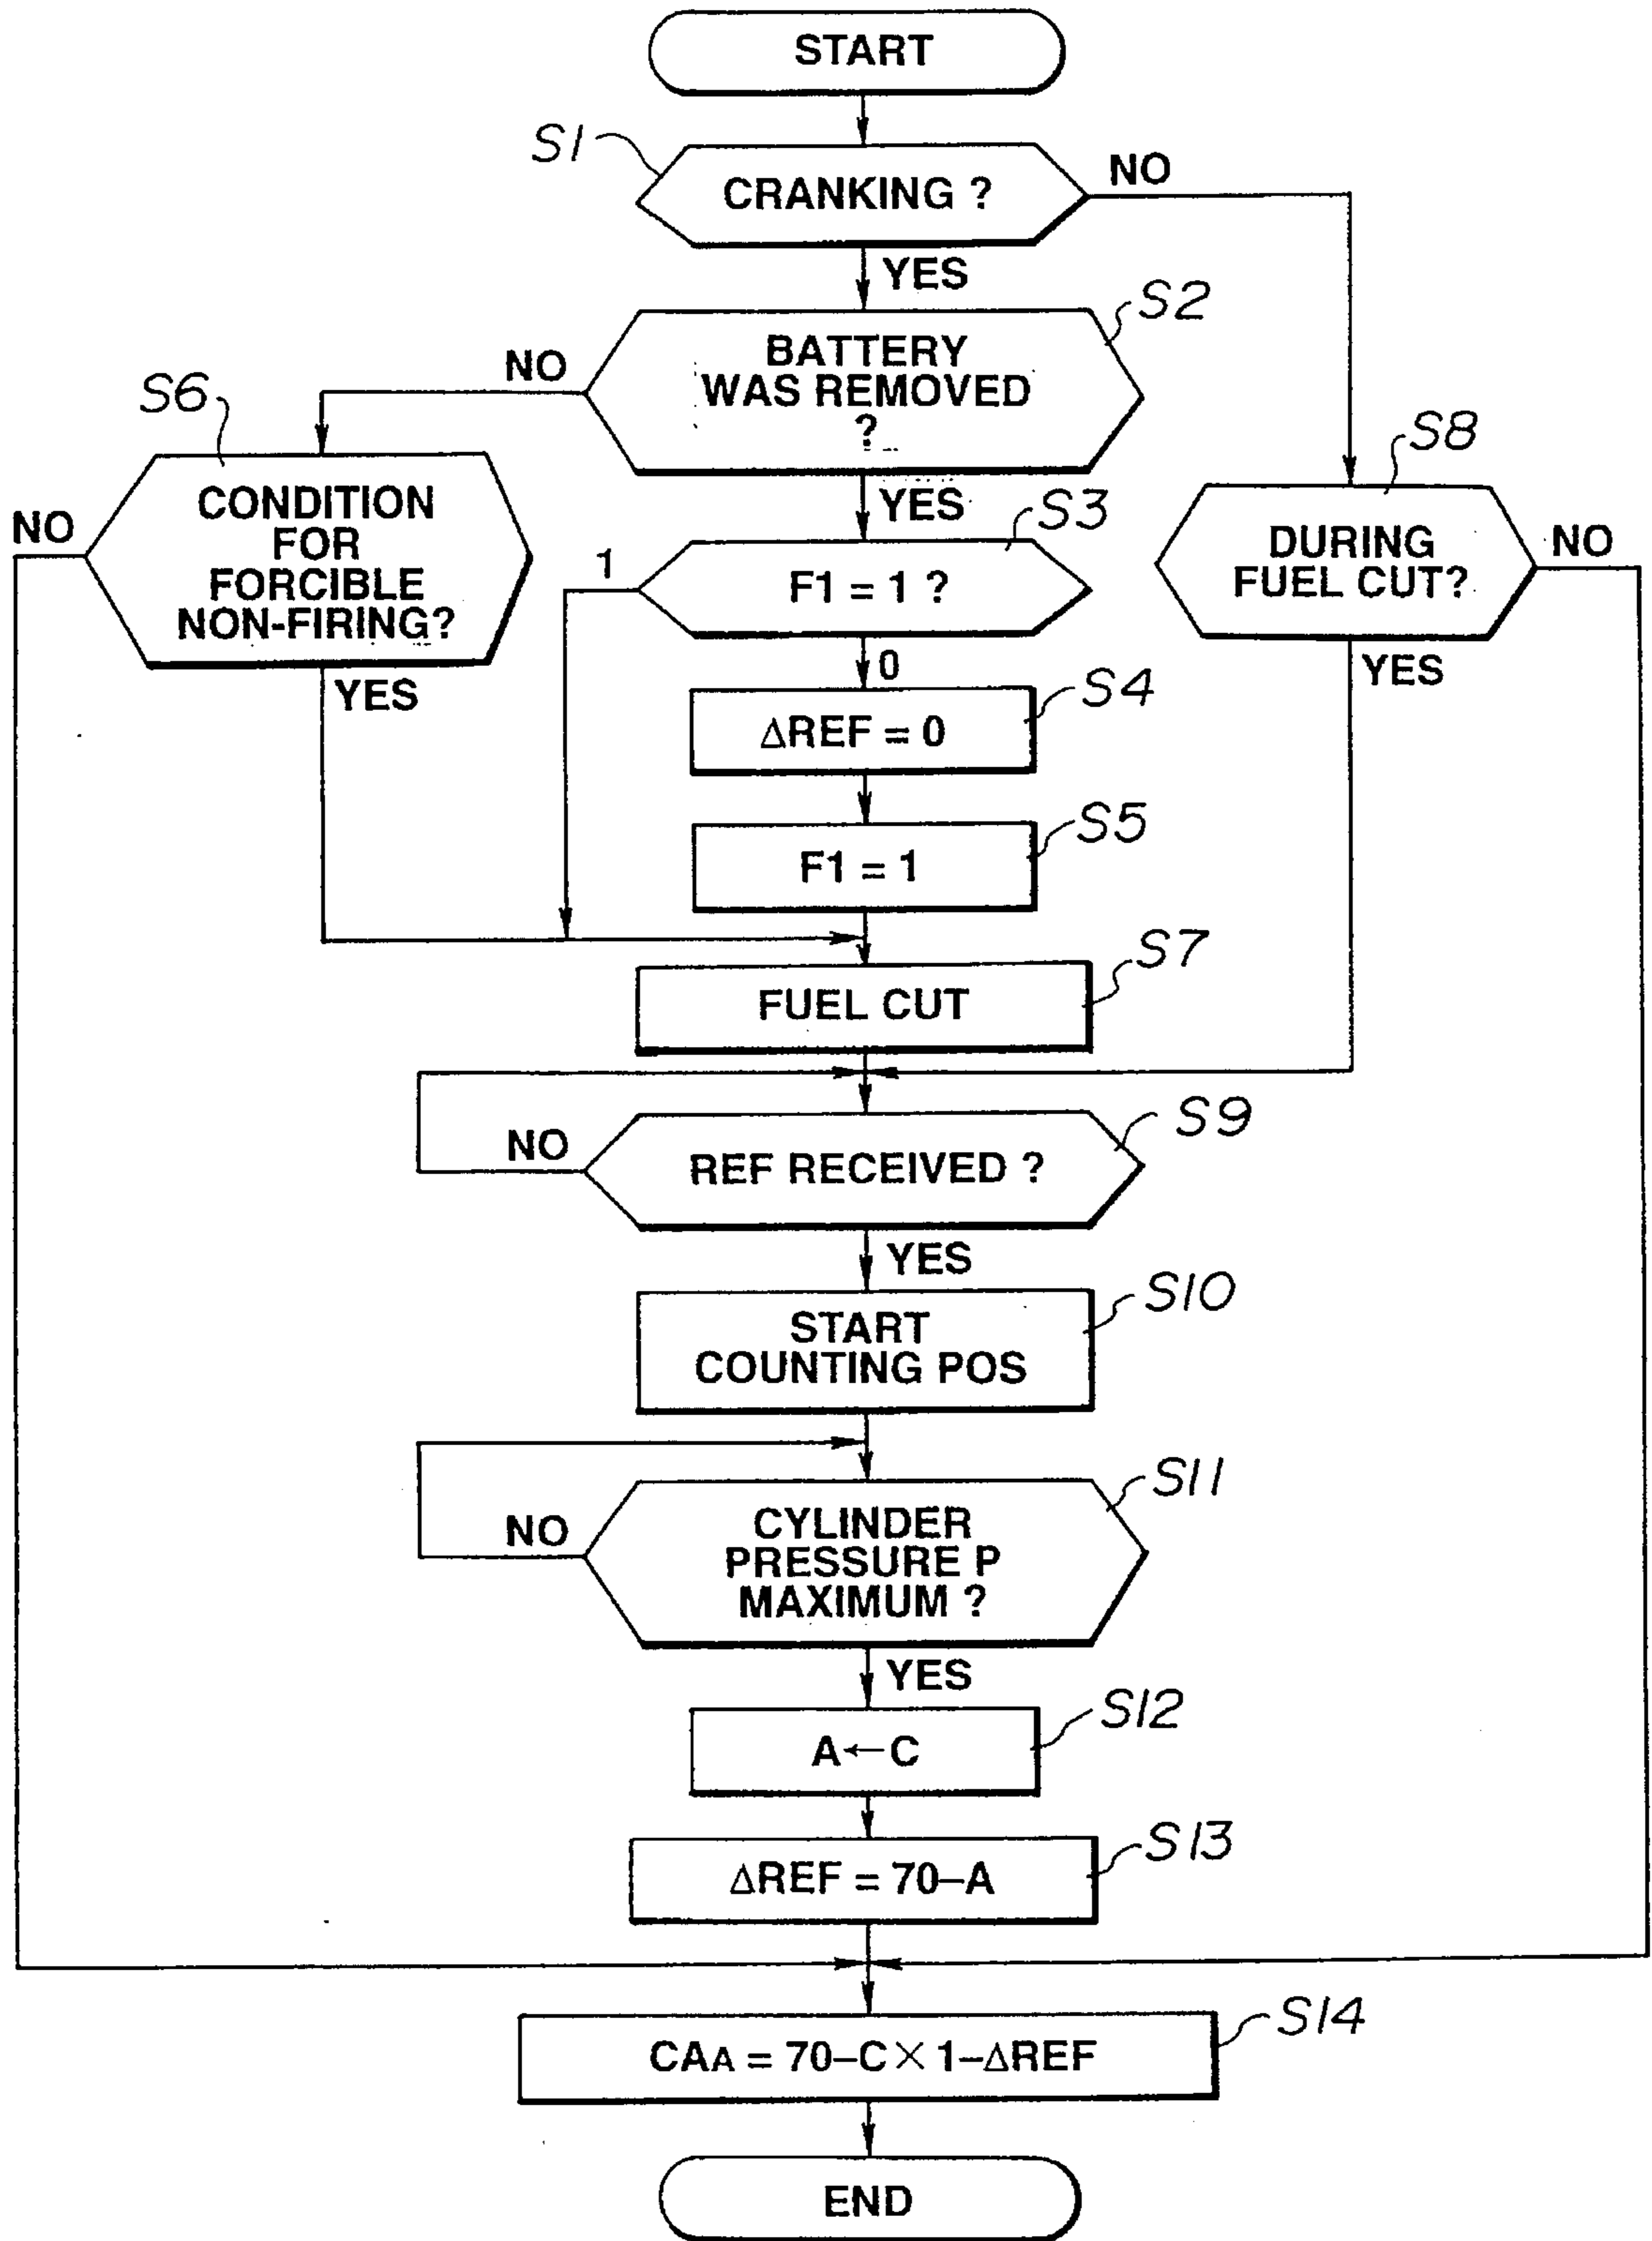 START
S1
CRANKING ?
NO
YES
S2
BATTERY
WAS REMOVED
?
NO
YES
S6
CONDITION
FOR
FORCIBLE
NON-FIRING?
NO
YES
S3
F1 = 1 ?
1
0
S8
DURING
FUEL CUT?
NO
YES
S4
ΔREF = 0
S5
F1 = 1
S7
FUEL CUT
S9
REF RECEIVED ?
NO
YES
S10
START
COUNTING POS
S11
CYLINDER
PRESSURE P
MAXIMUM ?
NO
YES
S12
A←C
S13
ΔREF = 70–A
S14
CAA = 70–C×1–ΔREF
END